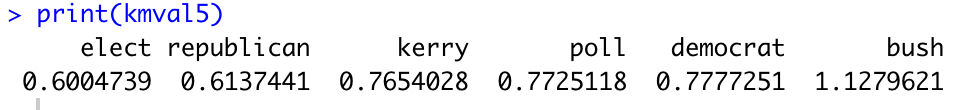 > print(kmval5)
elect republican kerry poll democrat bush
0.6004739 0.6137441 0.7654028 0.7725118 0.7777251 1.1279621